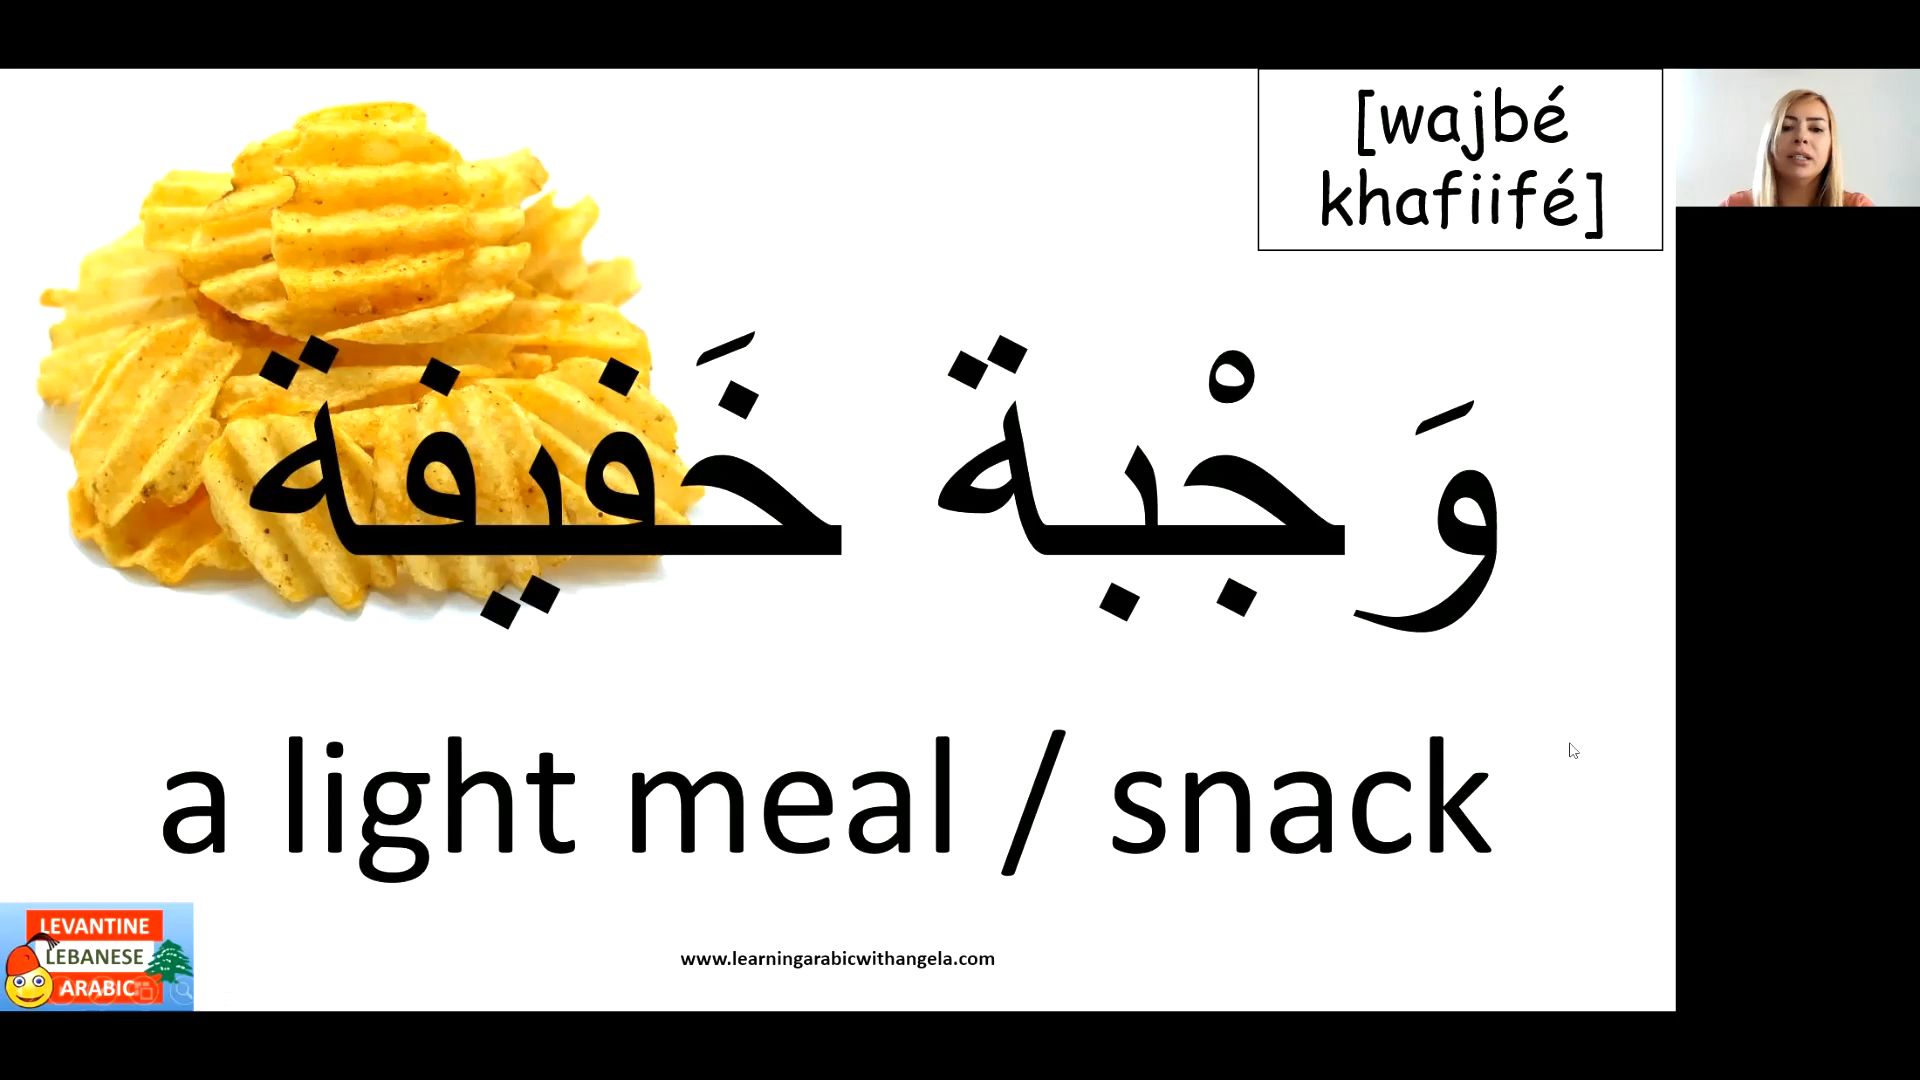 [wajbé
khafiifé]
وَجْبة خَفيفة
a light meal / snack
www.learningarabicwithangela.com
LEVANTINE
LEBANESE
ARABIC